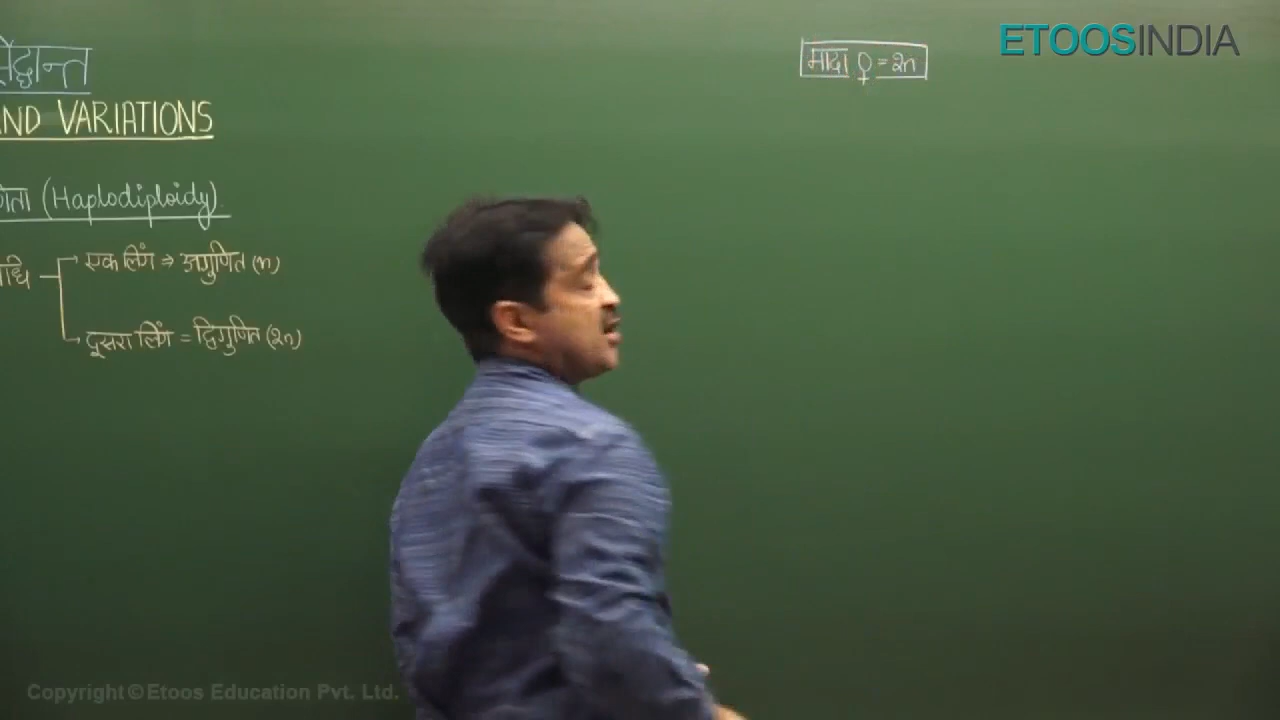 सिद्धान्त
AND VARIATIONS
(Haplodiploidy)
एक लिंग ⇒ अगुणित (n)
दूसरा लिंग = द्विगुणित (2n)
मादा ♀ = 2n
ETOOSINDIA
Copyright © Etoos Education Pvt. Ltd.